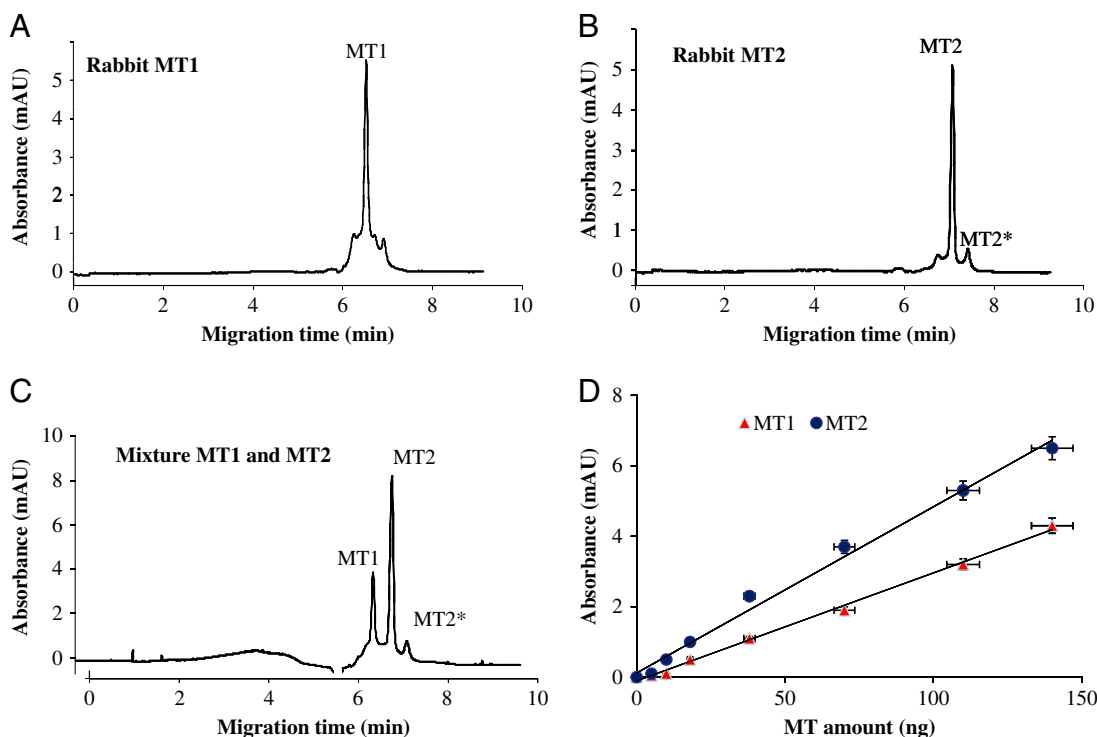 A
Rabbit MT1
MT1
Absorbance (mAU)
5
4
3
2
1
0
0 2 4 6 8 10
Migration time (min)
B
Rabbit MT2
MT2
MT2*
Absorbance (mAU)
5
4
3
2
1
0
0 2 4 6 8 10
Migration time (min)
C
Mixture MT1 and MT2
MT2
MT1
MT2*
Absorbance (mAU)
10
8
6
4
2
0
0 2 4 6 8 10
Migration time (min)
D
MT1 MT2
Absorbance (mAU)
8
6
4
2
0
0 50 100 150
MT amount (ng)